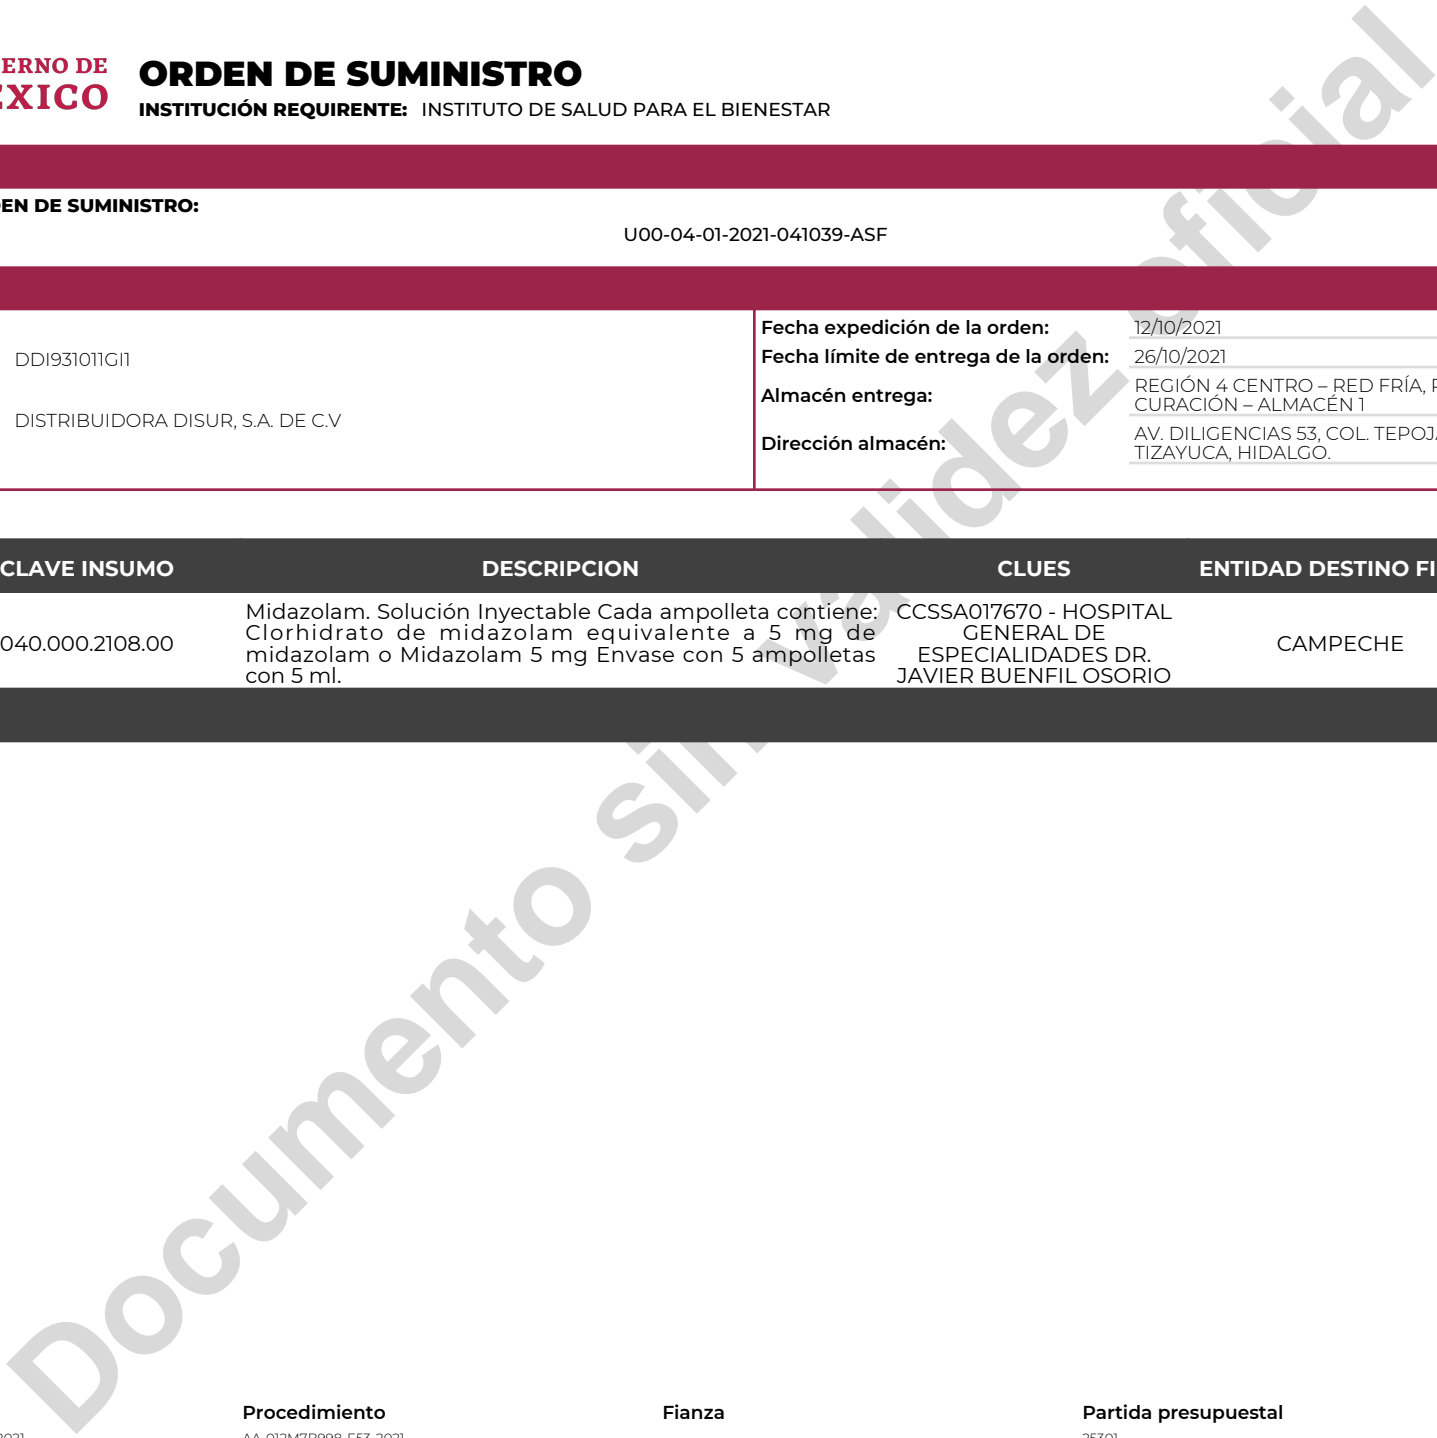 ERNO DE
EXICO
ORDEN DE SUMINISTRO
INSTITUCIÓN REQUIRENTE: INSTITUTO DE SALUD PARA EL BIENESTAR
EN DE SUMINISTRO:
U00-04-01-2021-041039-ASF
DDI931011GI1
DISTRIBUIDORA DISUR, S.A. DE C.V
Fecha expedición de la orden: 12/10/2021
Fecha límite de entrega de la orden: 26/10/2021
Almacén entrega:
REGIÓN 4 CENTRO – RED FRÍA,
CURACIÓN – ALMACÉN 1
Dirección almacén:
AV. DILIGENCIAS 53, COL. TEPOJ
TIZAYUCA, HIDALGO.
CLAVE INSUMO DESCRIPCION CLUES ENTIDAD DESTINO FI
040.000.2108.00
Midazolam. Solución Inyectable Cada ampolleta contiene:
Clorhidrato de midazolam equivalente a 5 mg de
midazolam o Midazolam 5 mg Envase con 5 ampolletas
con 5 ml.
CCSSA017670 - HOSPITAL
GENERAL DE
ESPECIALIDADES DR.
JAVIER BUENFIL OSORIO
CAMPECHE
Documento sin validez oficial
Procedimiento Fianza Partida presupuestal